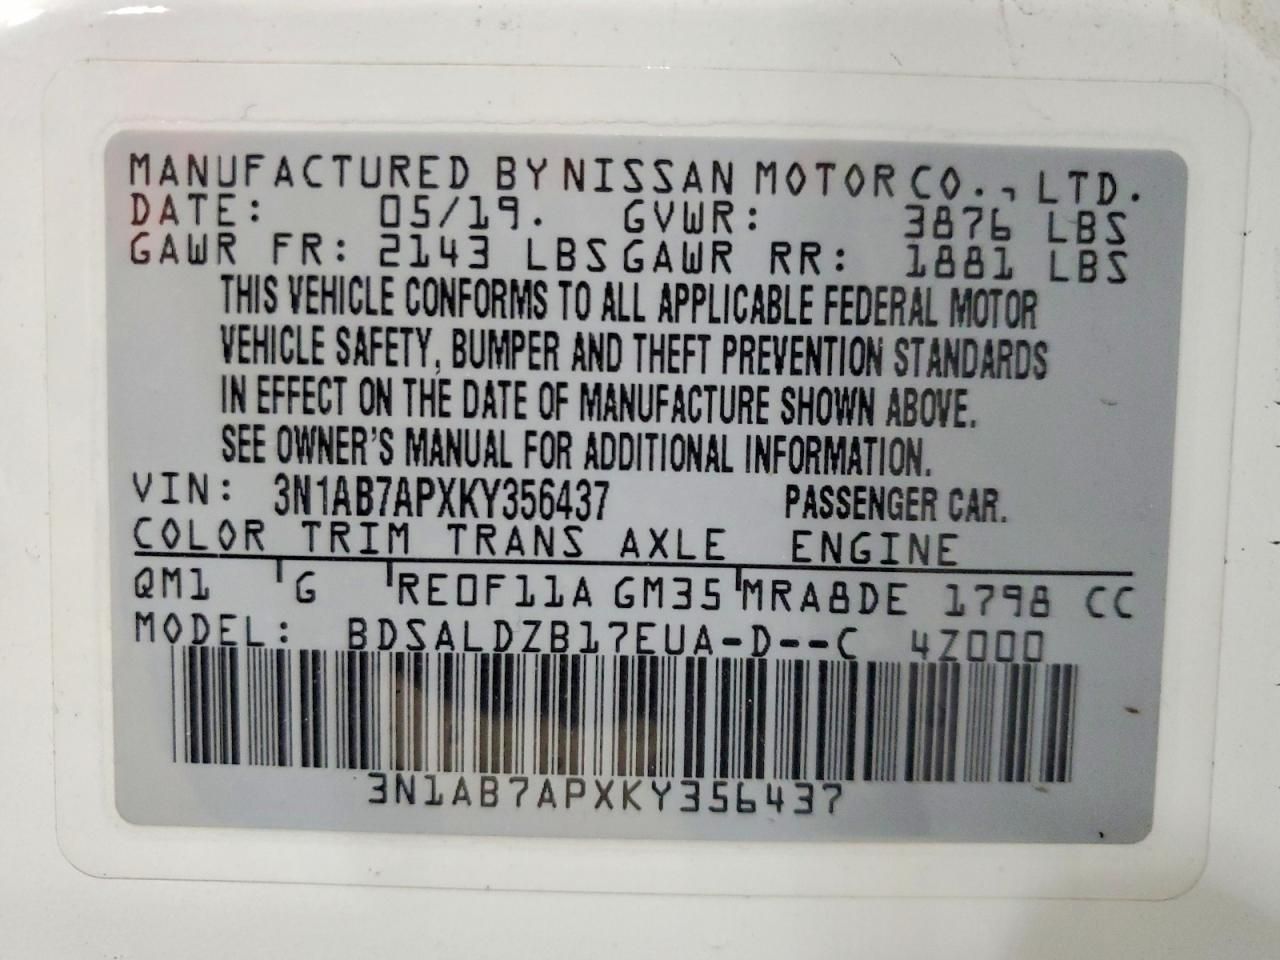 MANUFACTURED BY NISSAN MOTOR CO., LTD.
DATE: 05/19. GVWR: 3876 LBS
GAWR FR: 2143 LBS GAWR RR: 1881 LBS
THIS VEHICLE CONFORMS TO ALL APPLICABLE FEDERAL MOTOR
VEHICLE SAFETY, BUMPER AND THEFT PREVENTION STANDARDS
IN EFFECT ON THE DATE OF MANUFACTURE SHOWN ABOVE.
SEE OWNER'S MANUAL FOR ADDITIONAL INFORMATION.
VIN: 3N1AB7APXKY356437 PASSENGER CAR.
COLOR TRIM TRANS AXLE ENGINE
QM1 G RE0F11A GM35 MRA8DE 1798 CC
MODEL: BDSALDZB17EUA-D--C 4Z000
3N1AB7APXKY356437